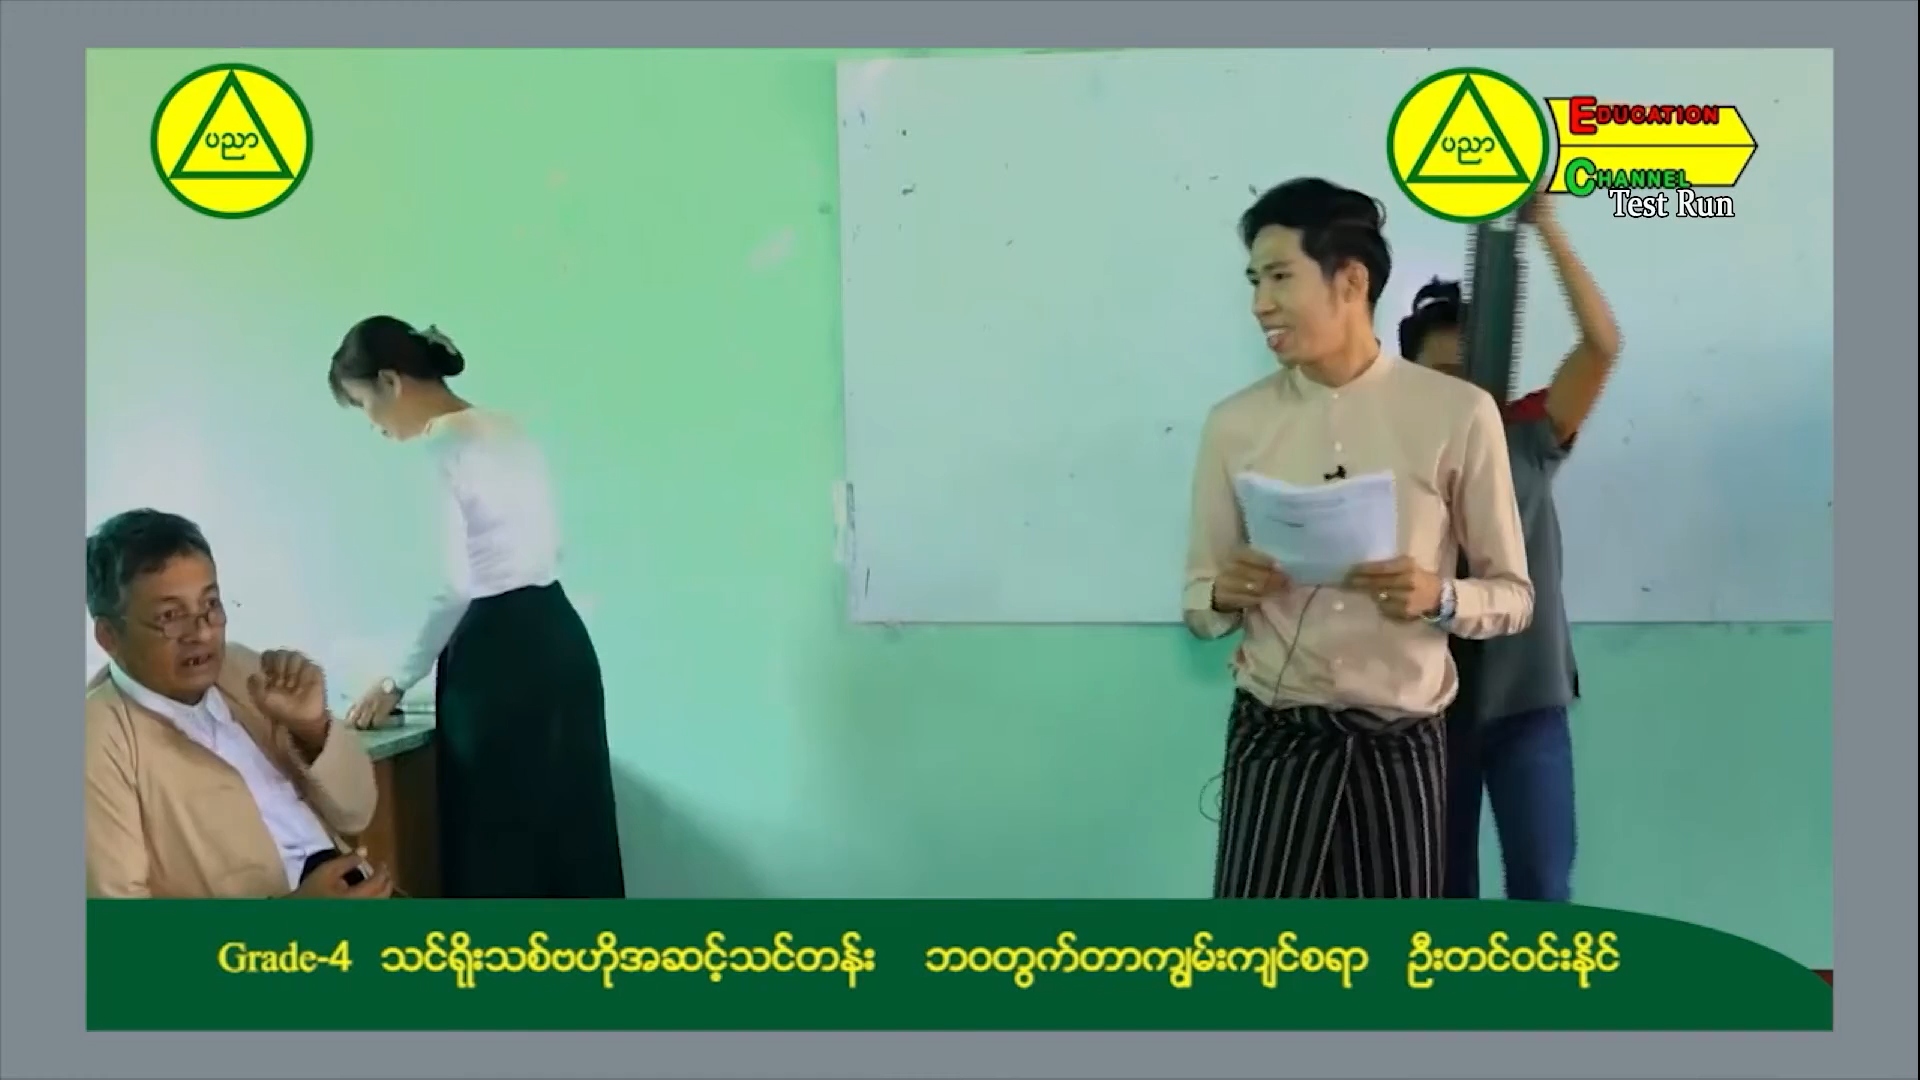 ပညာ
ပညာ
EDUCATION
CHANNEL
Test Run
Grade-4 သင်ရိုးသစ်ဗဟိုအဆင့်သင်တန်း ဘဝတွက်တာကျွမ်းကျင်စရာ ဦးတင်ဝင်းနိုင်